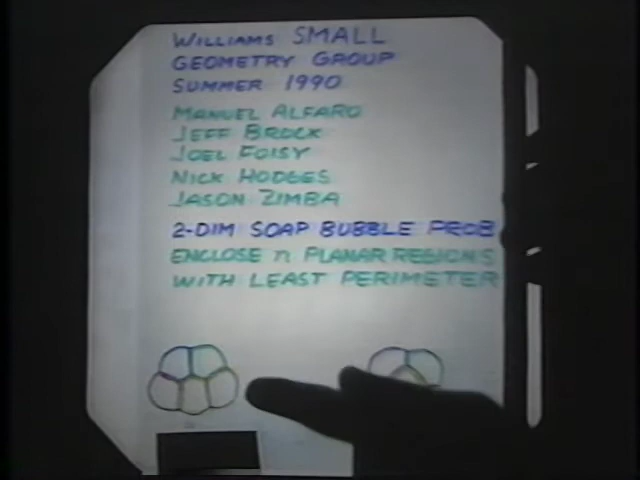 WILLIAMS SMALL
GEOMETRY GROUP
SUMMER 1990
MANUEL ALFARO
JEFF BROCK
JOEL FOISY
NICK HODGES
JASON ZIMBA
2-DIM SOAP BUBBLE PROB
ENCLOSE n PLANAR REGIONS
WITH LEAST PERIMETER